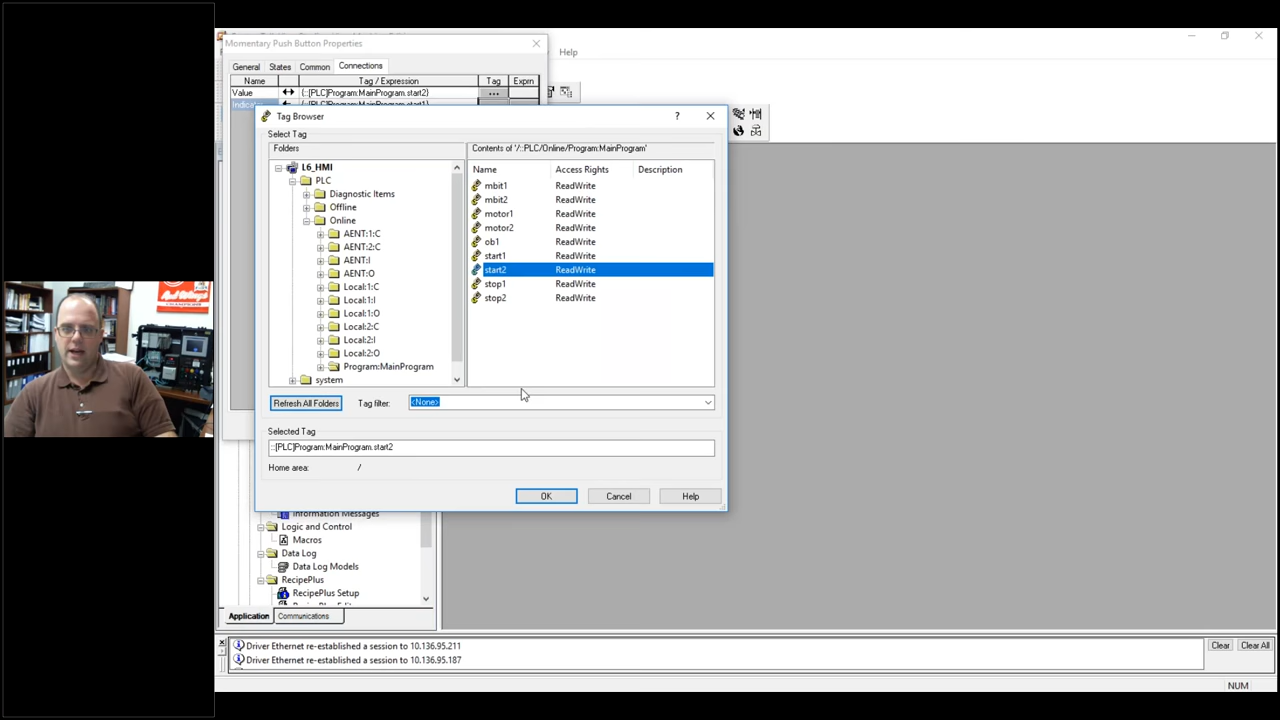 Momentary Push Button Properties
Help
General States Common Connections
Name Tag / Expression Tag Exprn
Value {::[PLC]Program:MainProgram.start2} ...
Tag Browser
?
Select Tag
Folders Contents of '/::PLC/Online/Program:MainProgram'
L6_HMI
PLC
Diagnostic Items
Offline
Online
AENT:1:C
AENT:2:C
AENT:I
AENT:O
Local:1:C
Local:1:I
Local:1:O
Local:2:C
Local:2:I
Local:2:O
Program:MainProgram
system
Name Access Rights Description
mbit1 ReadWrite
mbit2 ReadWrite
motor1 ReadWrite
motor2 ReadWrite
ob1 ReadWrite
start1 ReadWrite
start2 ReadWrite
stop1 ReadWrite
stop2 ReadWrite
Refresh All Folders Tag filter: <None>
Selected Tag
::[PLC]Program:MainProgram.start2
Home area: /
OK Cancel Help
Information Messages
Logic and Control
Macros
Data Log
Data Log Models
RecipePlus
RecipePlus Setup
Application Communications
Driver Ethernet re-established a session to 10.136.95.211
Driver Ethernet re-established a session to 10.136.95.187
Clear Clear All
NUM